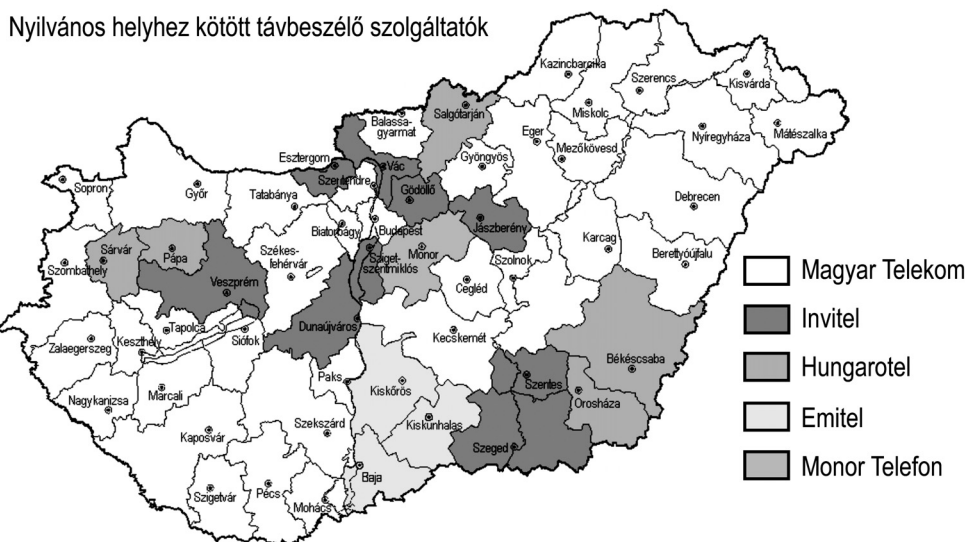 Nyilvános helyhez kötött távbeszélő szolgáltatók
Kazincbarcika
Szerencs
Kisvárda
Salgótarján
Balassa-
gyarmat
Miskolc
Nyíregyháza
Mátészalka
Eger
Mezőkövesd
Gyöngyös
Esztergom
Vác
Szentendre
Gödöllő
Sopron
Győr
Tatabánya
Debrecen
Jászberény
Budapest
Biatorbágy
Sárvár
Pápa
Székes-
fehérvár
Monor
Karcag
Szombathely
Sziget-
szentmiklós
Szolnok
Berettyóújfalu
Veszprém
Cegléd
Magyar Telekom
Invitel
Hungarotel
Emitel
Monor Telefon
Dunaújváros
Tapolca
Keszthely
Siófok
Zalaegerszeg
Kecskemét
Békéscsaba
Paks
Kiskőrös
Szentes
Orosháza
Nagykanizsa
Marcali
Kiskunhalas
Kaposvár
Szekszárd
Szeged
Baja
Szigetvár
Pécs
Mohács